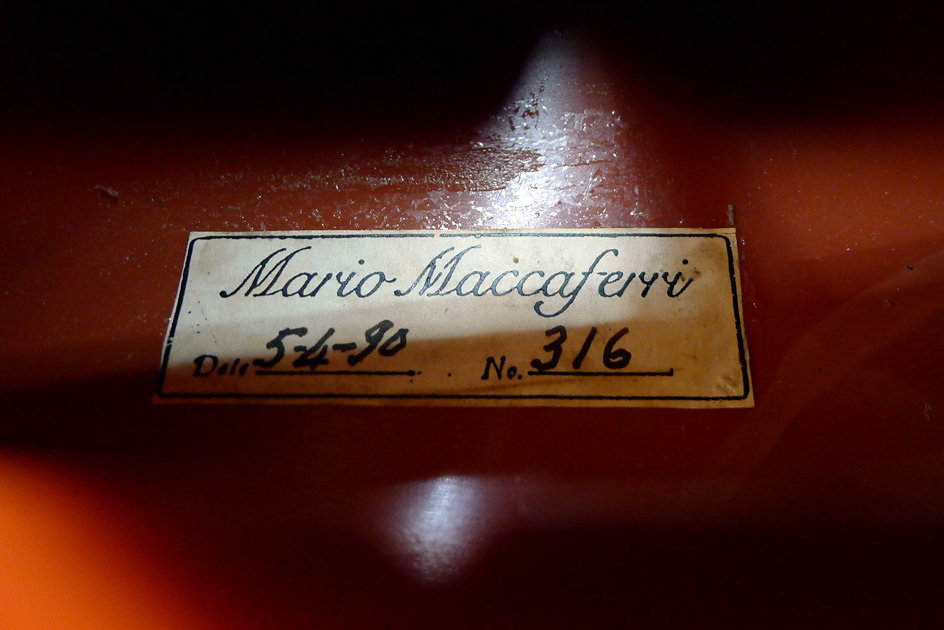 Mario Maccaferri
Date 5-4-90 No. 316